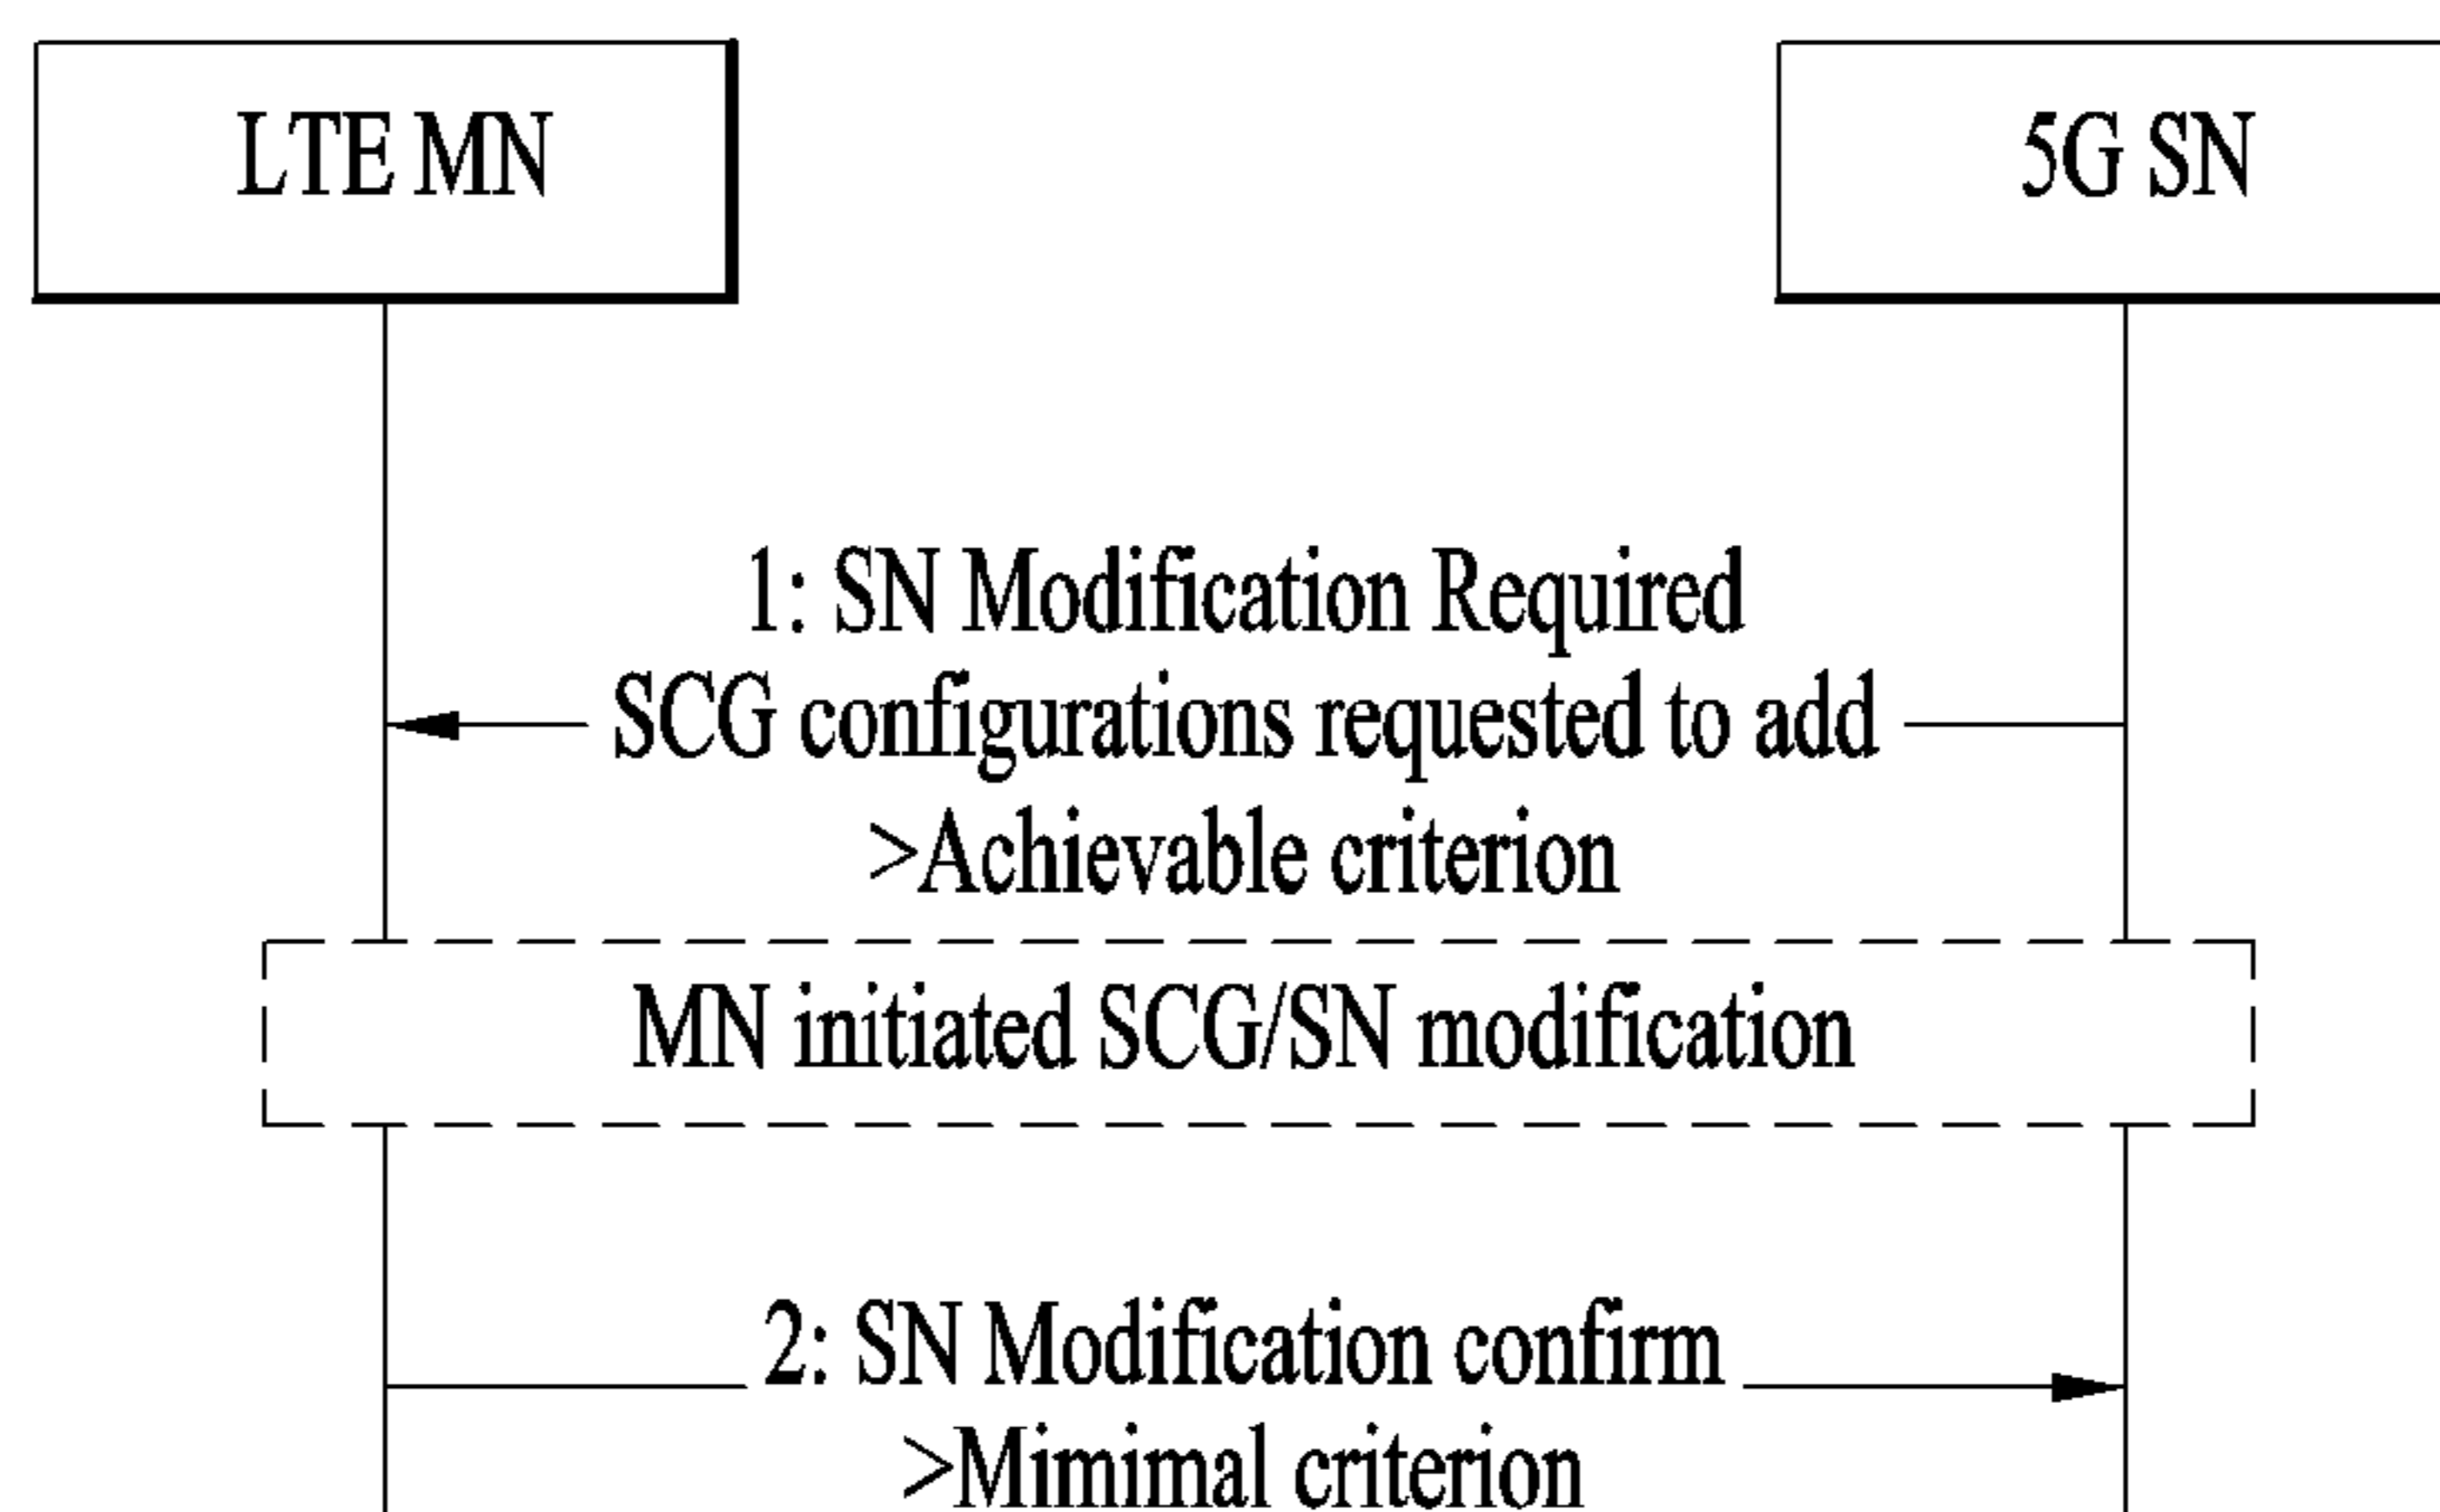 LTE MN
5G SN
1: SN Modification Required
SCG configurations requested to add
>Achievable criterion
MN initiated SCG/SN modification
2: SN Modification confirm
>Mimimal criterion